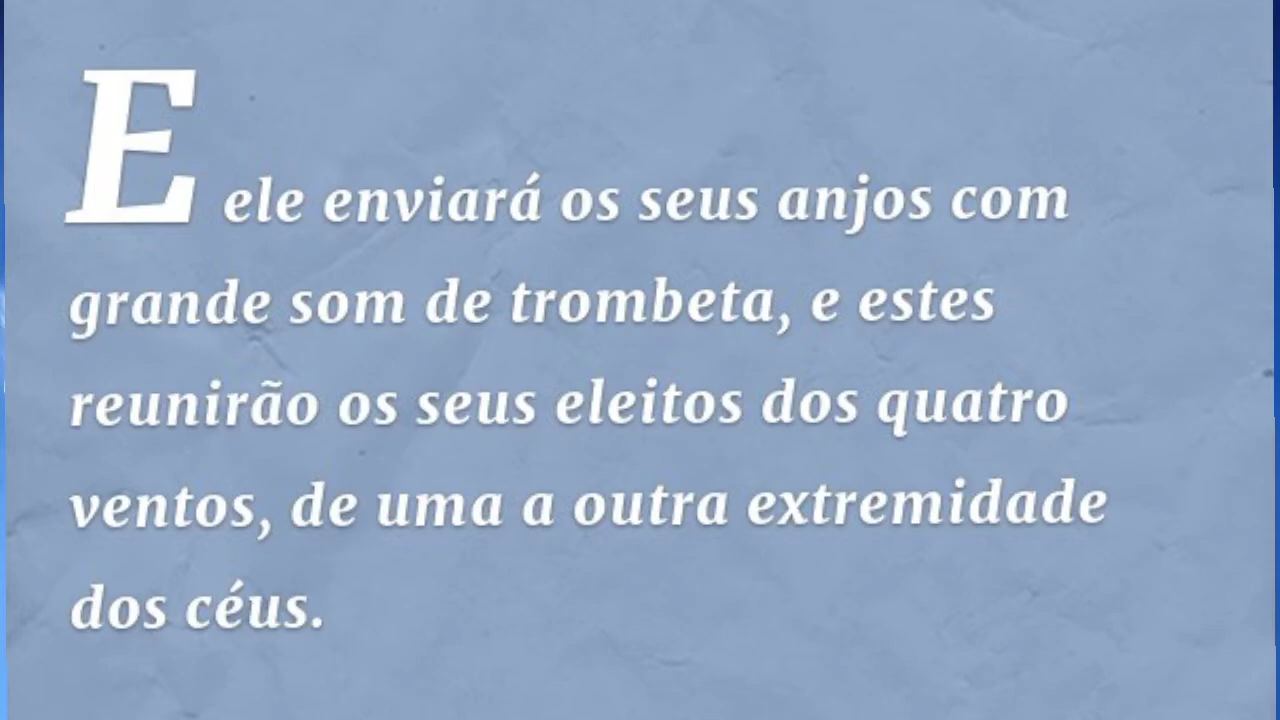 E ele enviará os seus anjos com
grande som de trombeta, e estes
reunirão os seus eleitos dos quatro
ventos, de uma a outra extremidade
dos céus.